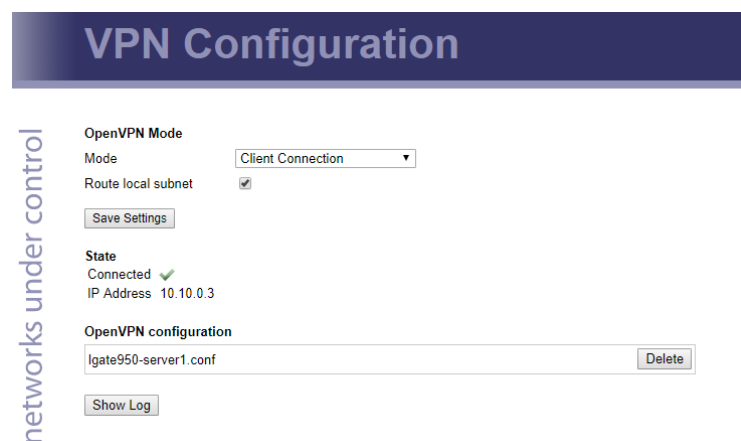 VPN Configuration
networks under control
OpenVPN Mode
Mode Client Connection
Route local subnet
Save Settings
State
Connected
IP Address 10.10.0.3
OpenVPN configuration
lgate950-server1.conf Delete
Show Log